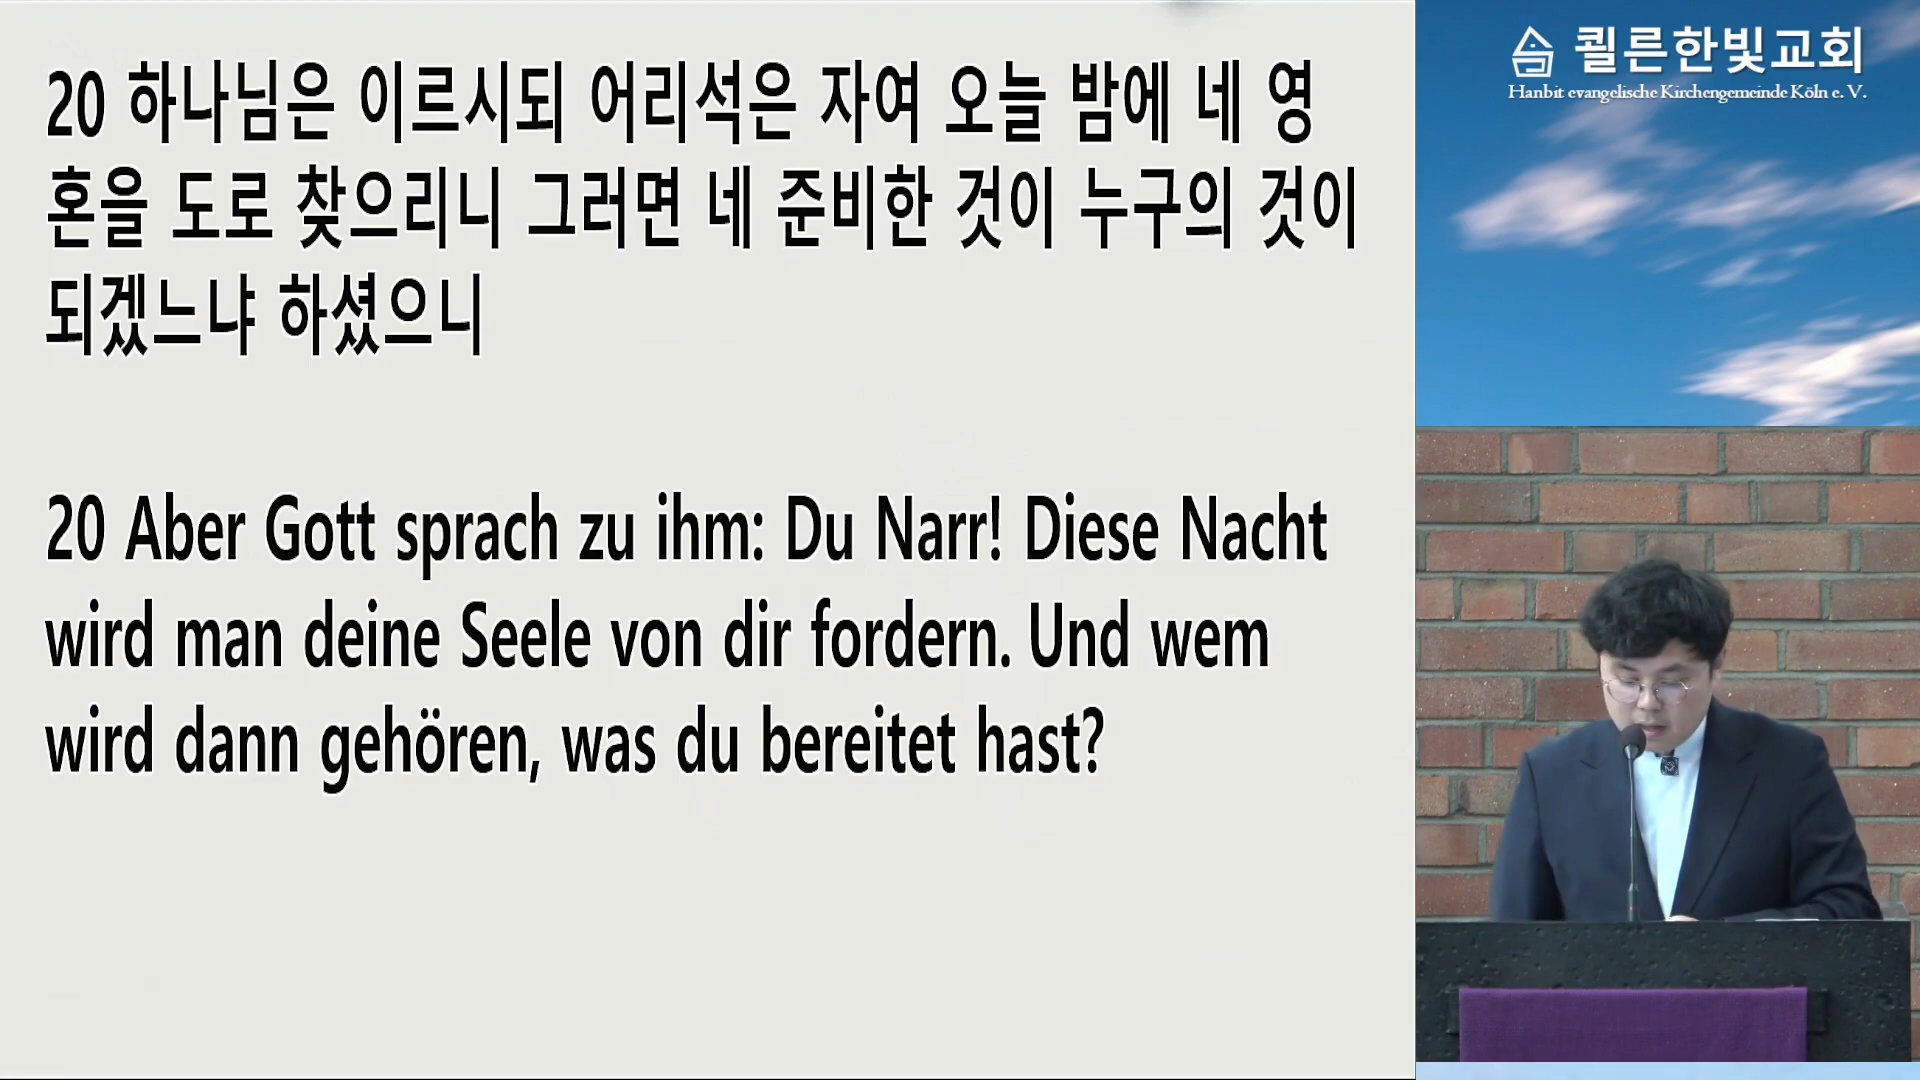 20 하나님은 이르시되 어리석은 자여 오늘 밤에 네 영
혼을 도로 찾으리니 그러면 네 준비한 것이 누구의 것이
되겠느냐 하셨으니
20 Aber Gott sprach zu ihm: Du Narr! Diese Nacht
wird man deine Seele von dir fordern. Und wem
wird dann gehören, was du bereitet hast?
쾰른한빛교회
Hanbit evangelische Kirchengemeinde Köln e. V.